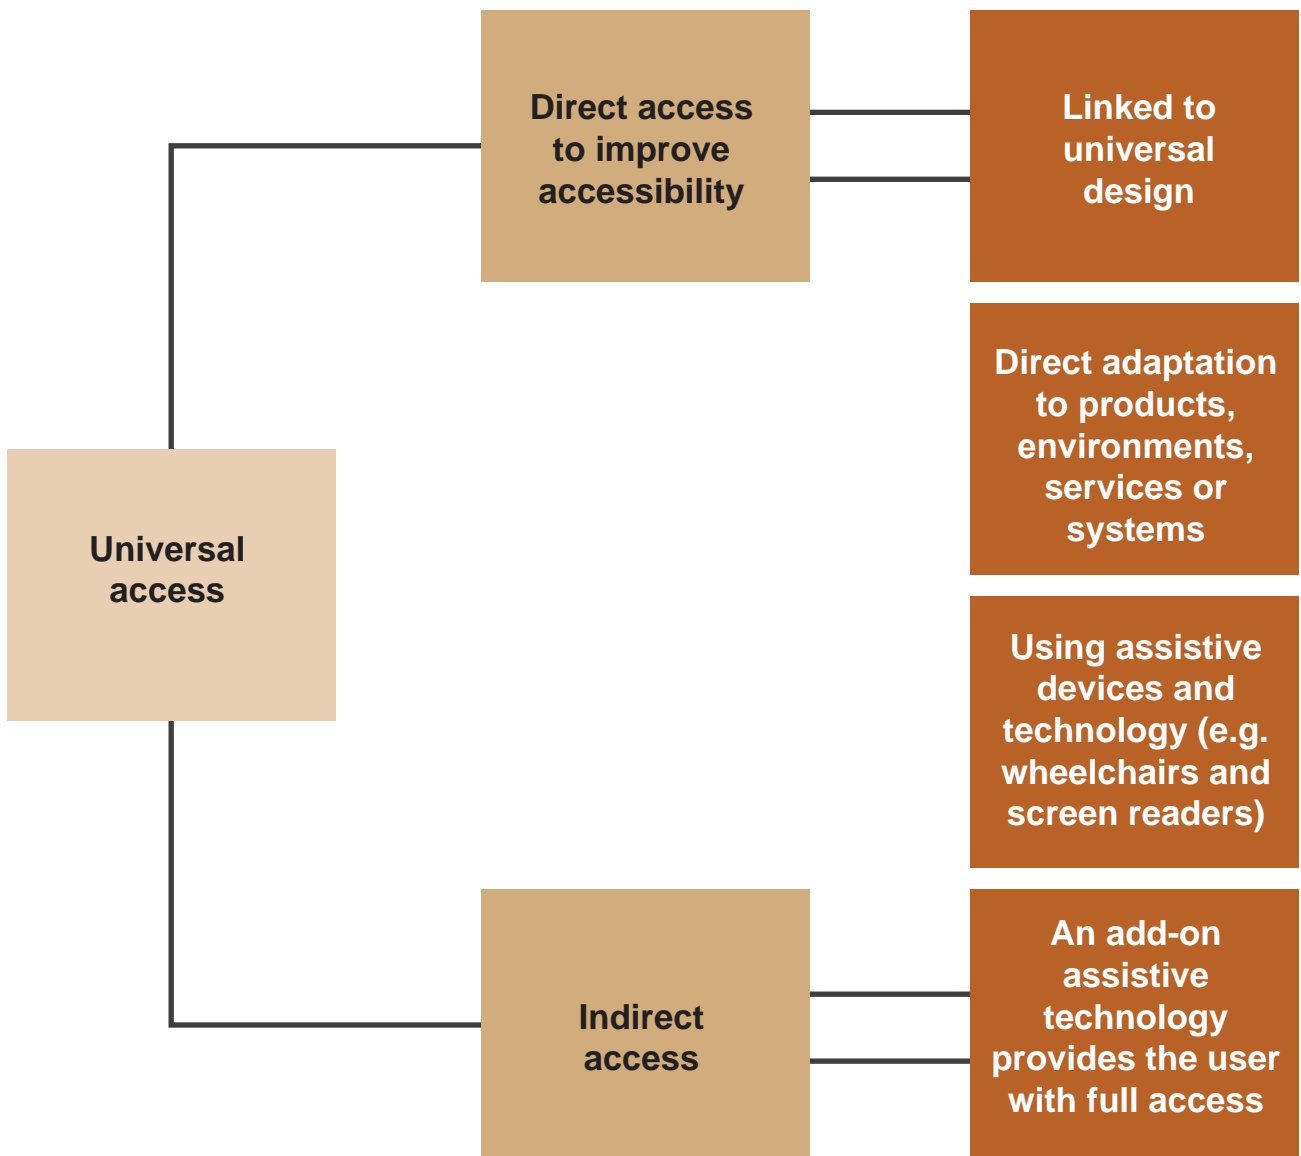 Direct access
to improve
accessibility
Linked to
universal
design
Direct adaptation
to products,
environments,
services or
systems
Universal
access
Using assistive
devices and
technology (e.g.
wheelchairs and
screen readers)
Indirect
access
An add-on
assistive
technology
provides the user
with full access